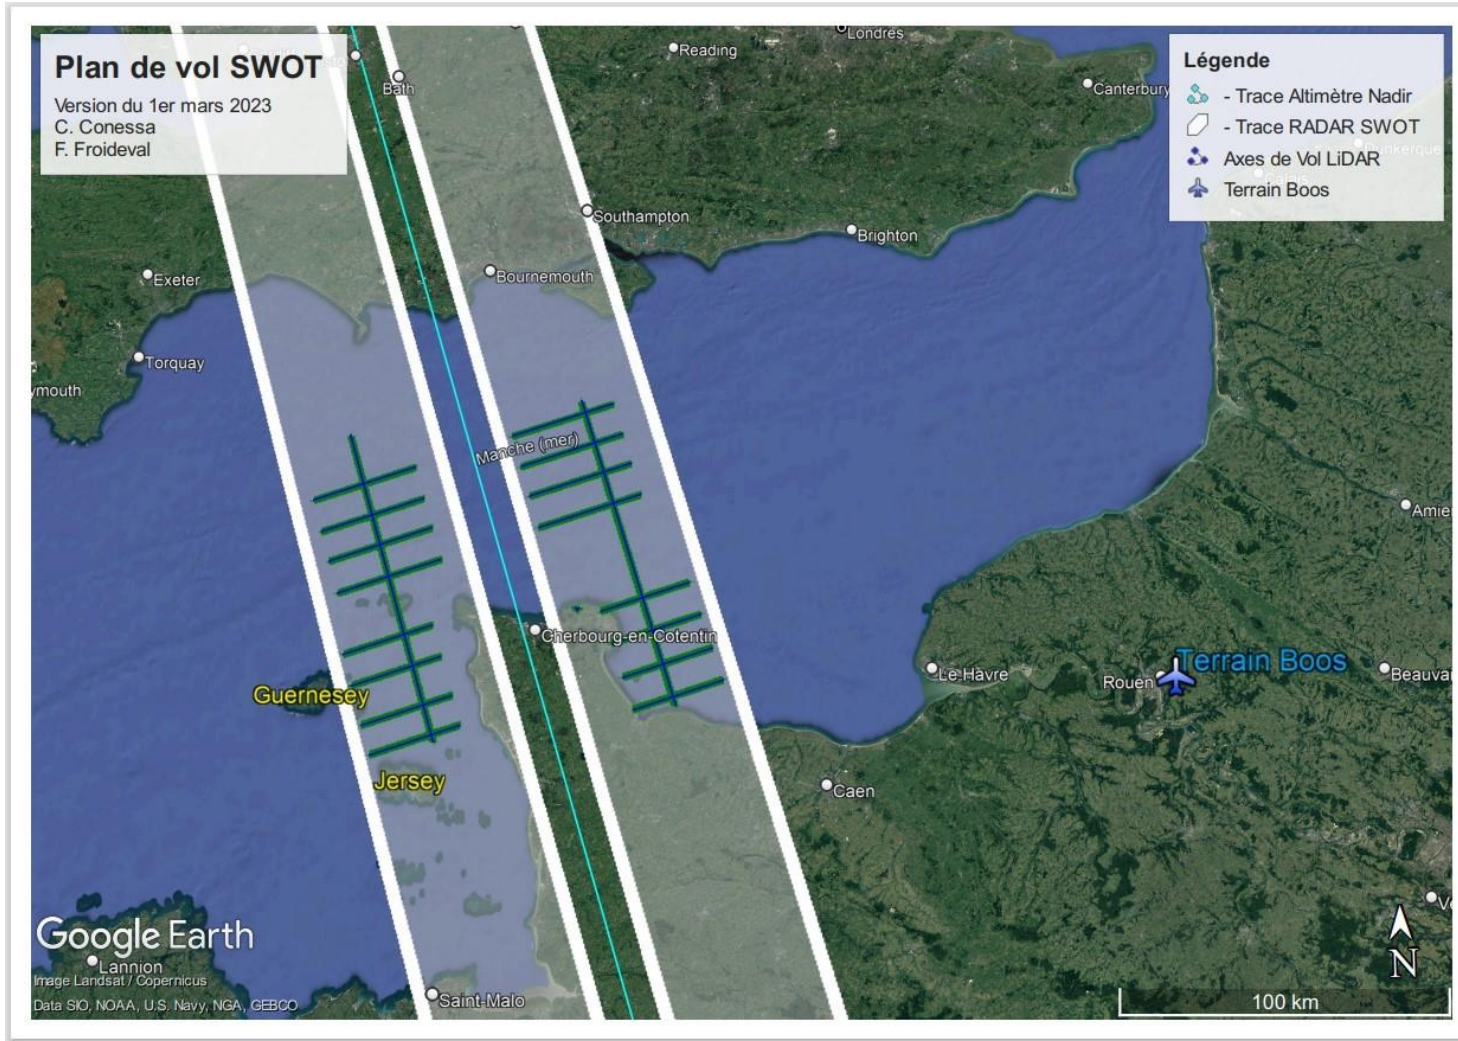 Plan de vol SWOT
Version du 1er mars 2023
C. Conessa
F. Froideval
Légende
- Trace Altimètre Nadir
- Trace RADAR SWOT
Axes de Vol LiDAR
Terrain Boos
Londres
Reading
Bath
Canterbury
Dunkerque
Calais
Southampton
Brighton
Exeter
Bournemouth
Torquay
ymouth
Manche (mer)
Amie
Cherbourg-en-Cotentin
Terrain Boos
Le Havre
Rouen
Beauva
Guernesey
Jersey
Caen
Google Earth
Lannion
Image Landsat / Copernicus
Saint-Malo
Data SIO, NOAA, U.S. Navy, NGA, GEBCO
N
100 km